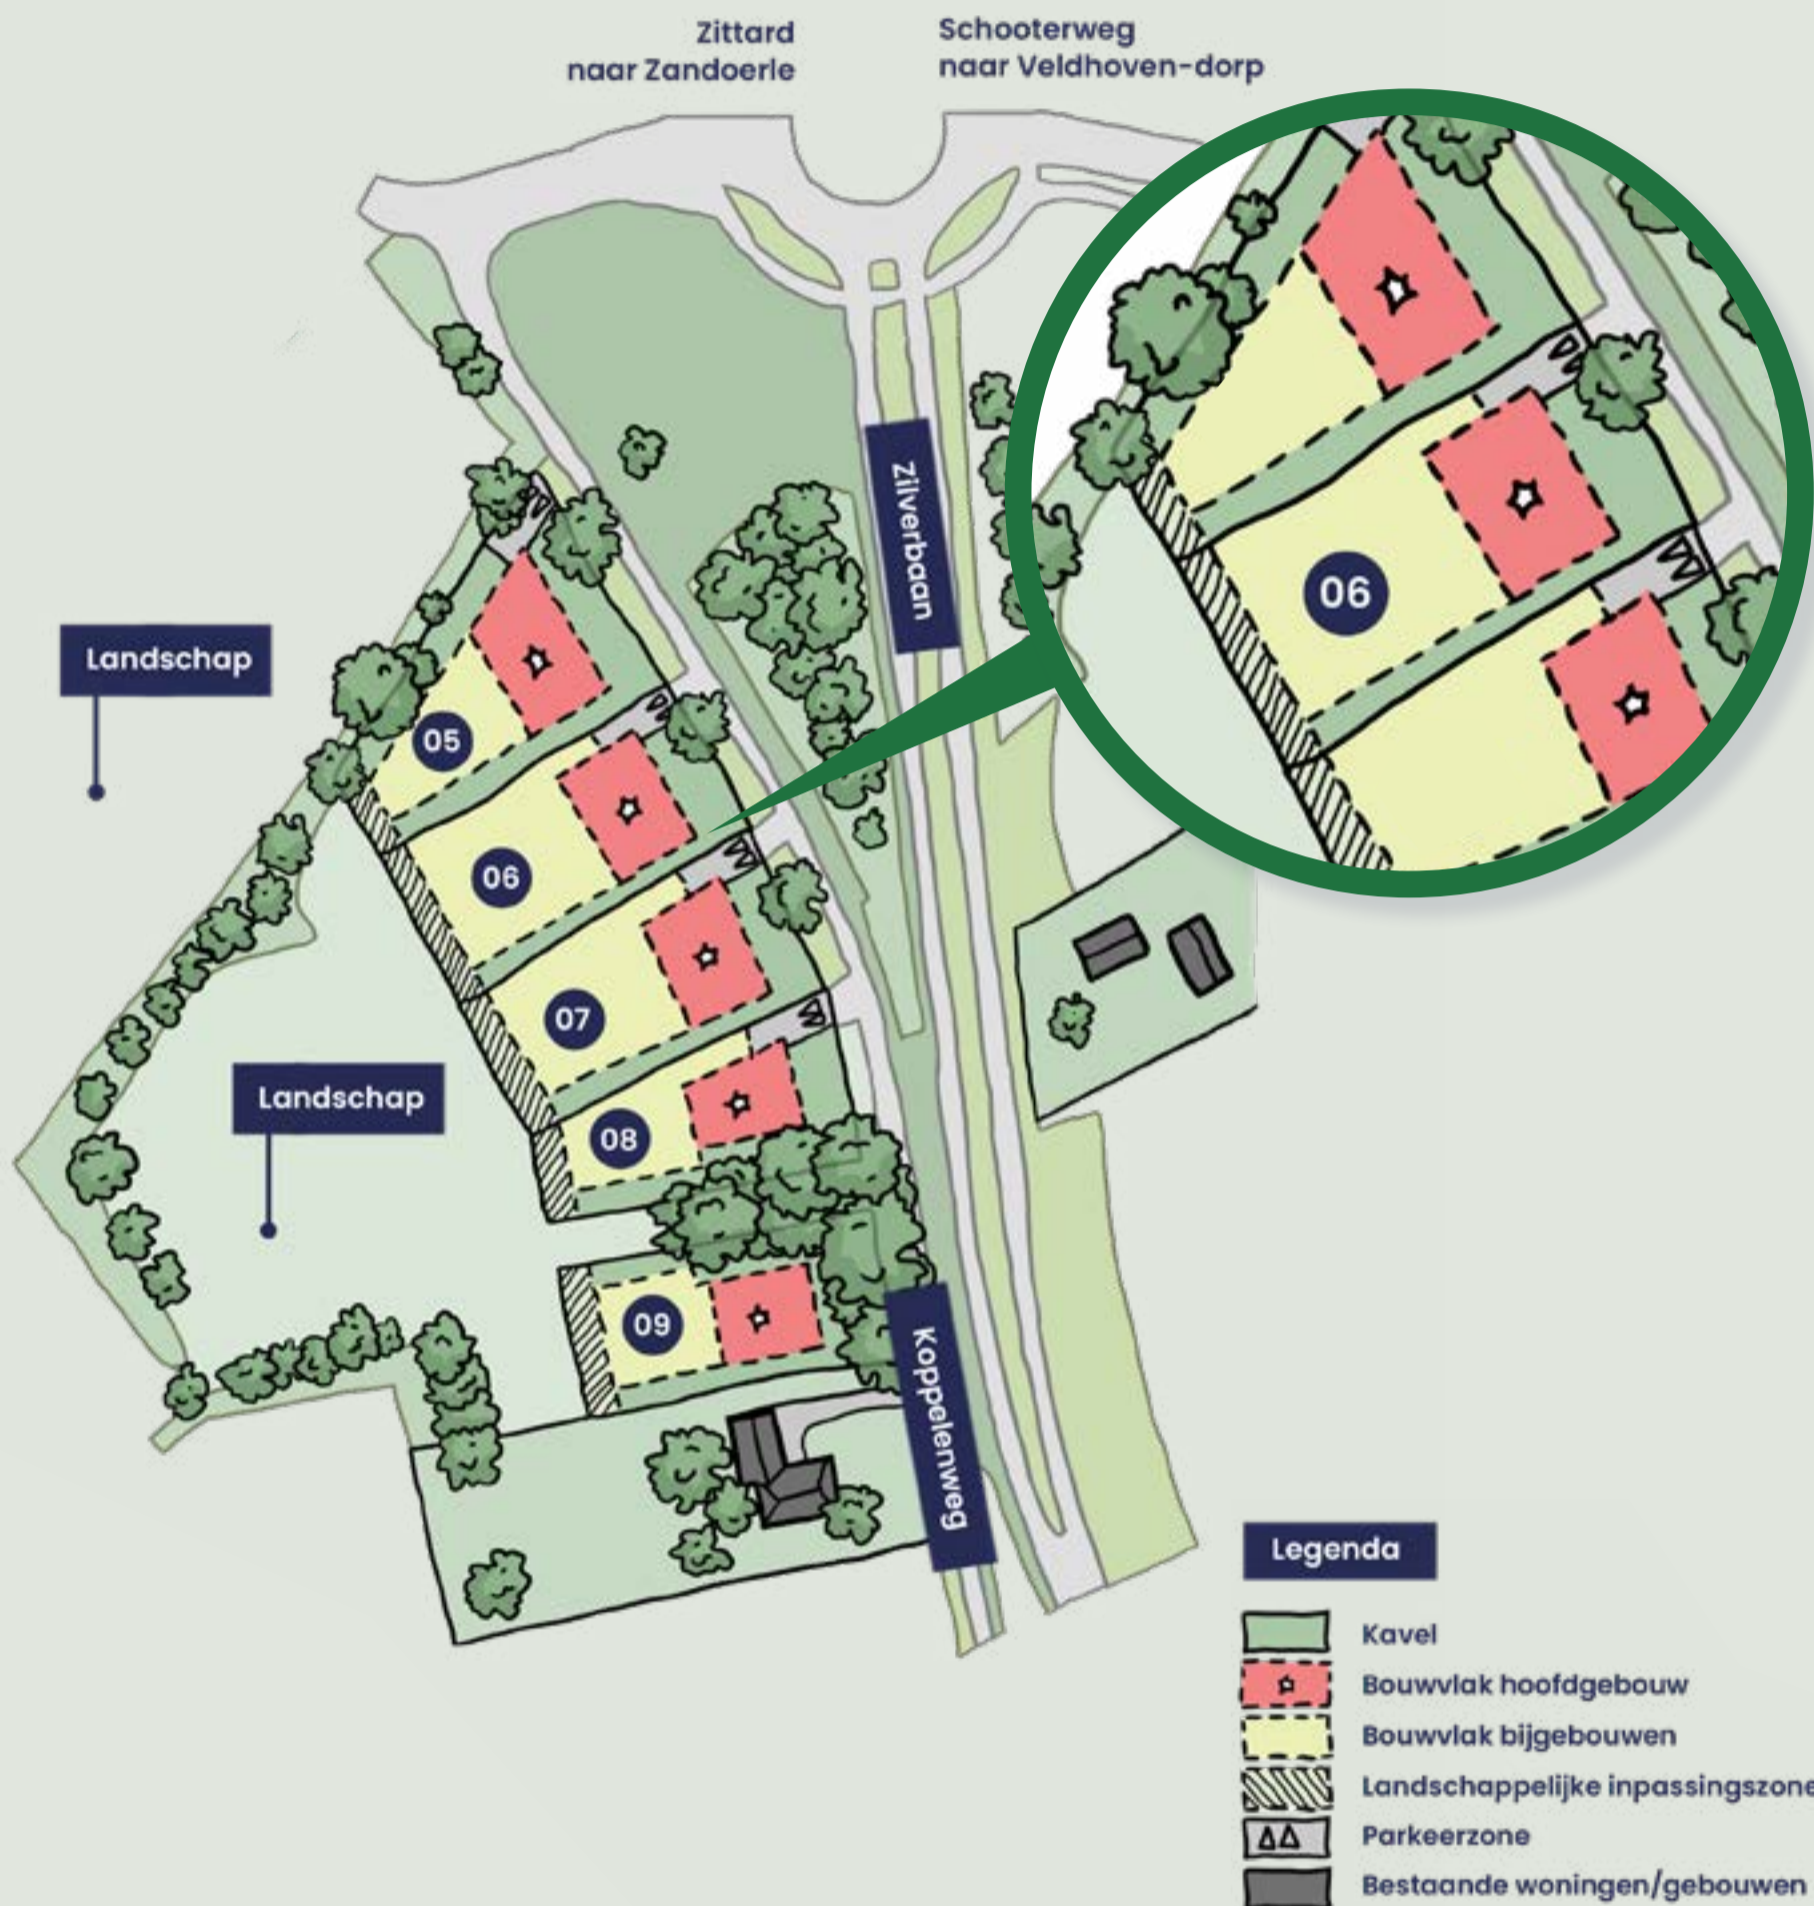 Zittard
naar Zandoerle
Schooterweg
naar Veldhoven-dorp
Zilverbaan
06
Landschap
05
06
07
Landschap
08
09
Koppelenweg
Legenda
Kavel
Bouwvlak hoofdgebouw
Bouwvlak bijgebouwen
Landschappelijke inpassingszone
Parkeerzone
Bestaande woningen/gebouwen